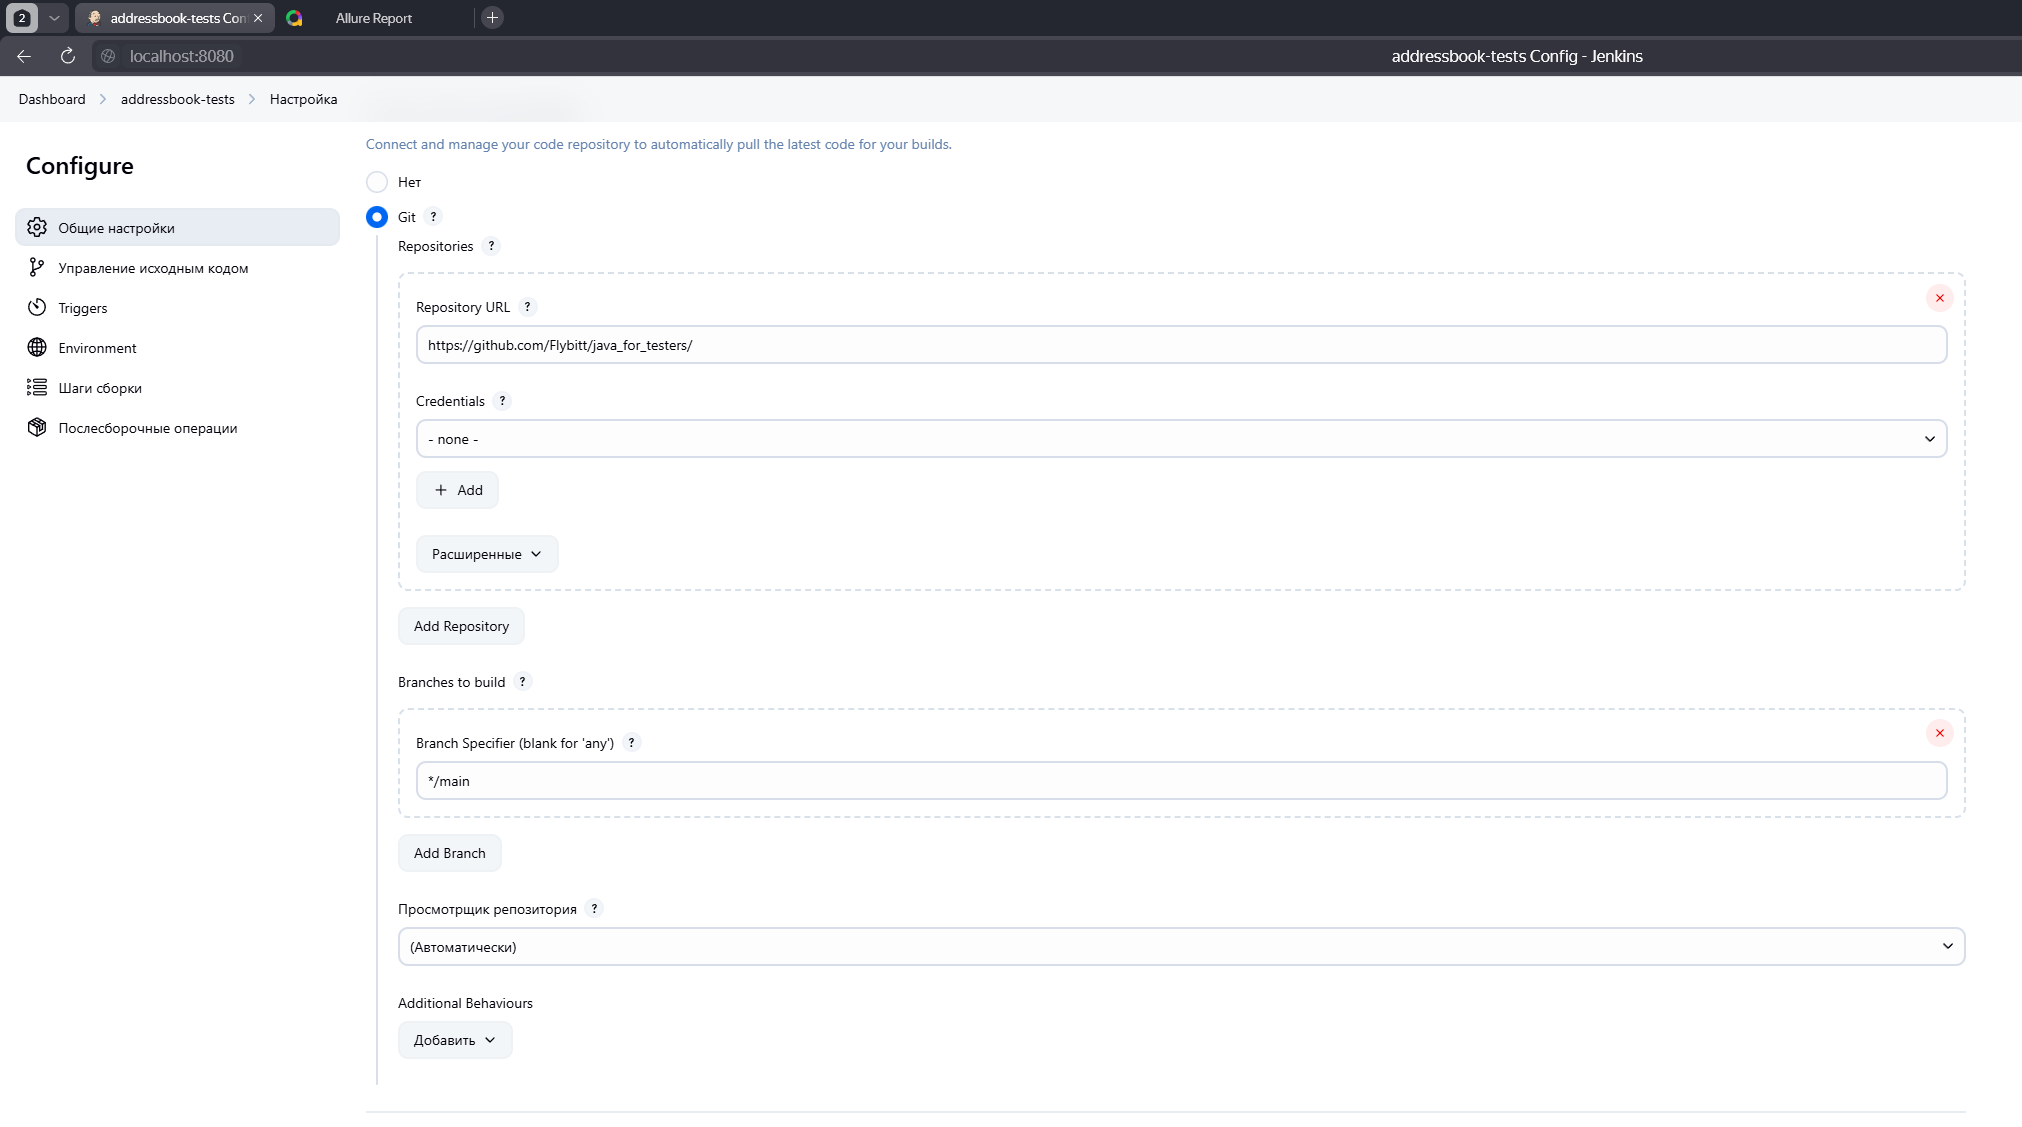 2
addressbook-tests Con
Allure Report
localhost:8080
addressbook-tests Config - Jenkins
Dashboard
addressbook-tests
Настройка
Configure
Общие настройки
Управление исходным кодом
Triggers
Environment
Шаги сборки
Послесборочные операции
Connect and manage your code repository to automatically pull the latest code for your builds.
Нет
Git ?
Repositories ?
Repository URL ?
https://github.com/Flybitt/java_for_testers/
Credentials ?
- none -
+ Add
Расширенные
Add Repository
Branches to build ?
Branch Specifier (blank for 'any') ?
*/main
Add Branch
Просмотрщик репозитория ?
(Автоматически)
Additional Behaviours
Добавить